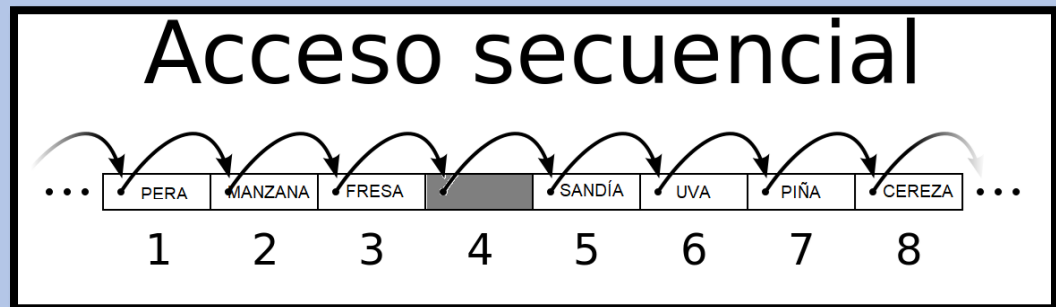 Acceso secuencial
... PERA MANZANA FRESA SANDÍA UVA PIÑA CEREZA ...
1 2 3 4 5 6 7 8